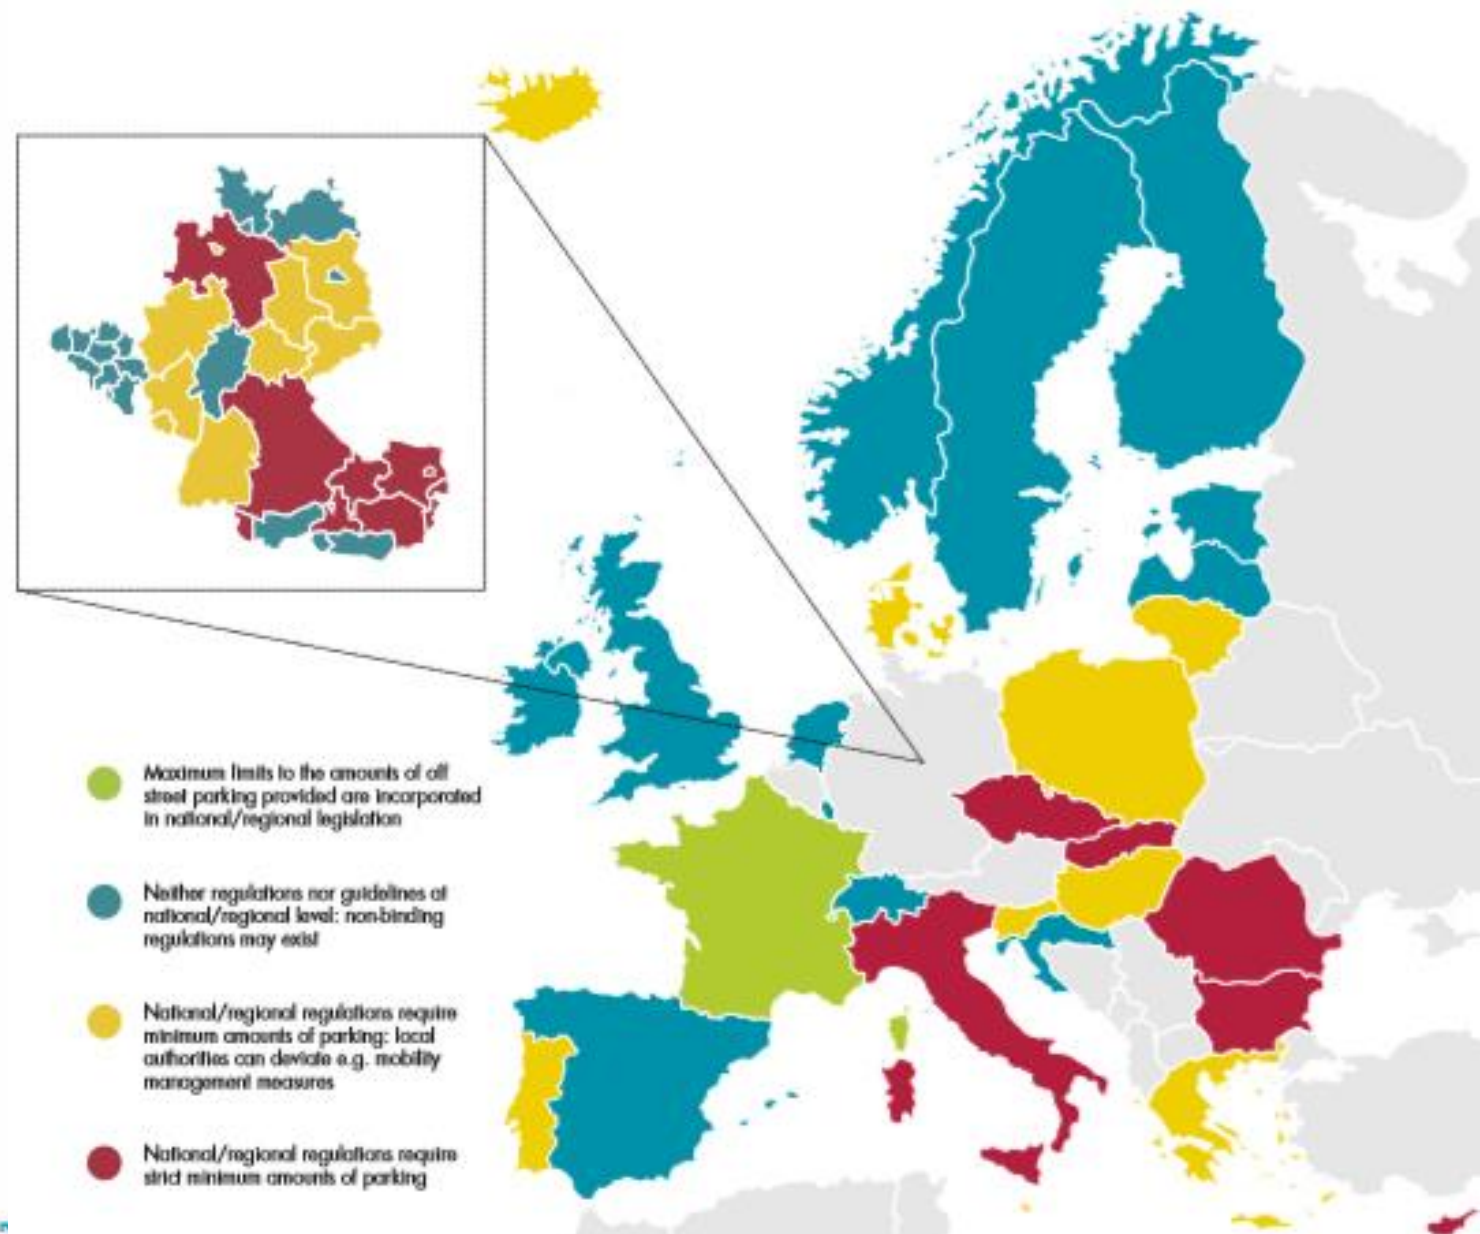 Maximum limits to the amounts of off
street parking provided are incorporated
in national/regional legislation
Neither regulations nor guidelines at
national/regional level: non-binding
regulations may exist
National/regional regulations require
minimum amounts of parking: local
authorities can deviate e.g. mobility
management measures
National/regional regulations require
strict minimum amounts of parking